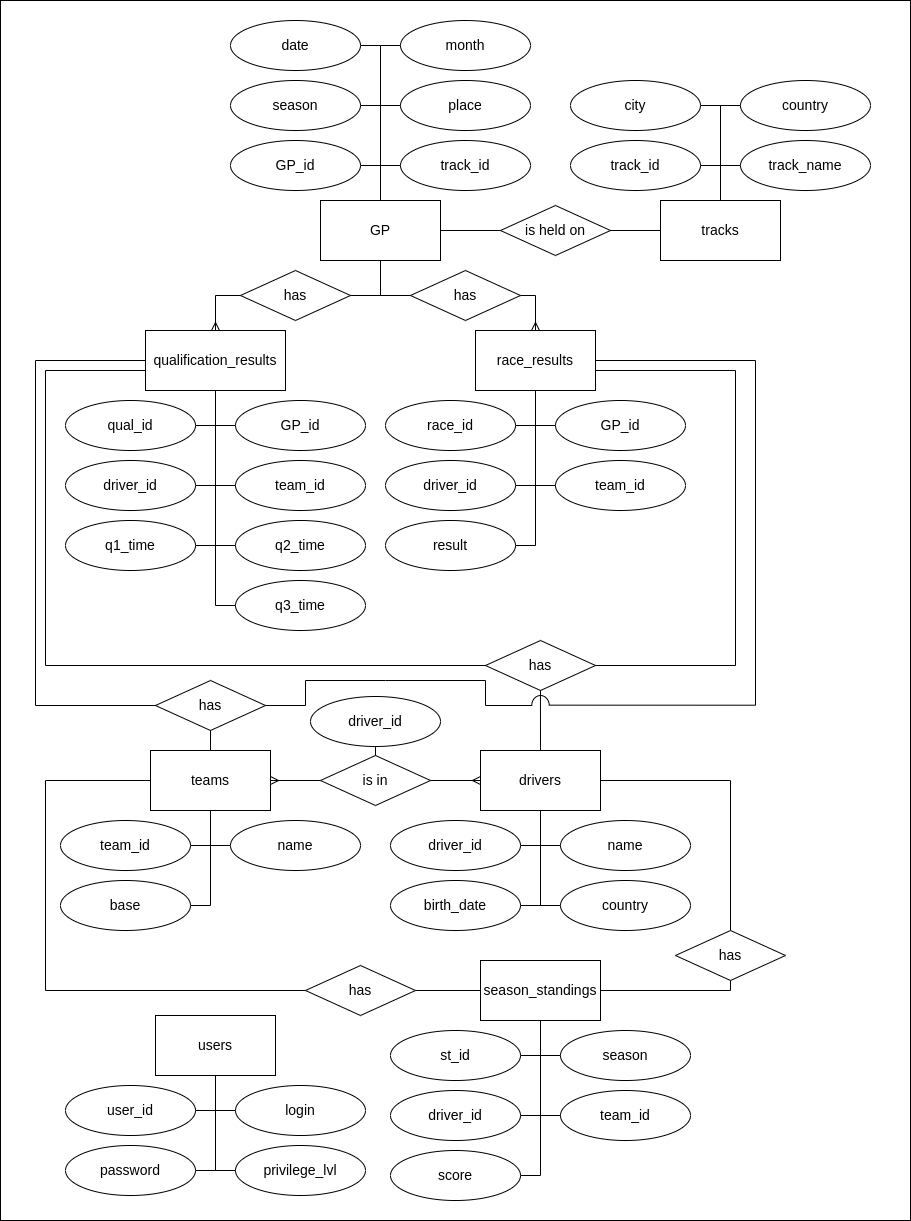 date
month
season
place
city
country
GP_id
track_id
track_id
track_name
GP
is held on
tracks
has
has
qualification_results
race_results
qual_id
GP_id
race_id
GP_id
driver_id
team_id
driver_id
team_id
q1_time
q2_time
result
q3_time
has
has
driver_id
teams
is in
drivers
team_id
name
driver_id
name
base
birth_date
country
has
has
season_standings
users
st_id
season
user_id
login
driver_id
team_id
password
privilege_lvl
score